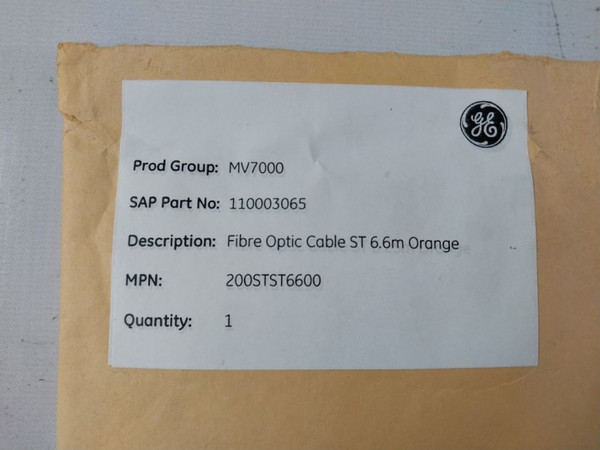 GE
Prod Group: MV7000
SAP Part No: 110003065
Description: Fibre Optic Cable ST 6.6m Orange
MPN: 200STST6600
Quantity: 1